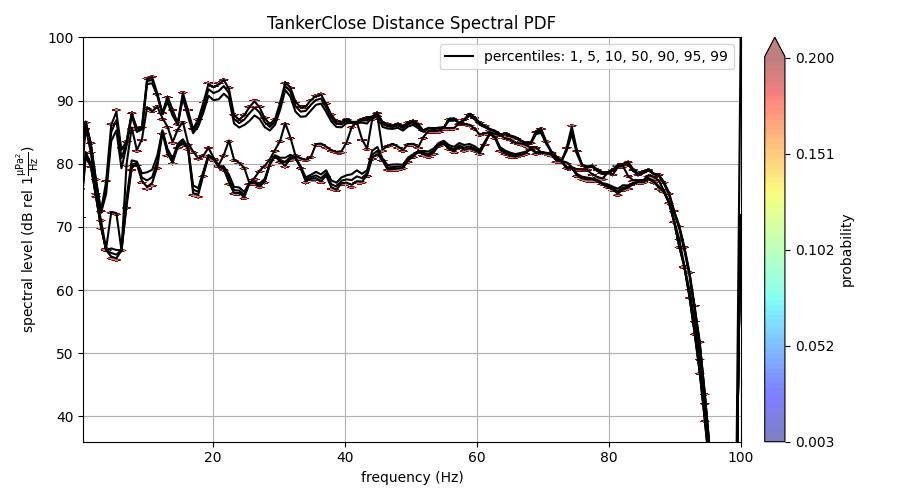 TankerClose Distance Spectral PDF
percentiles: 1, 5, 10, 50, 90, 95, 99
spectral level (dB rel 1 μPa²/Hz)
100
90
80
70
60
50
40
20 40 60 80 100
frequency (Hz)
0.200
0.151
0.102
0.052
0.003
probability